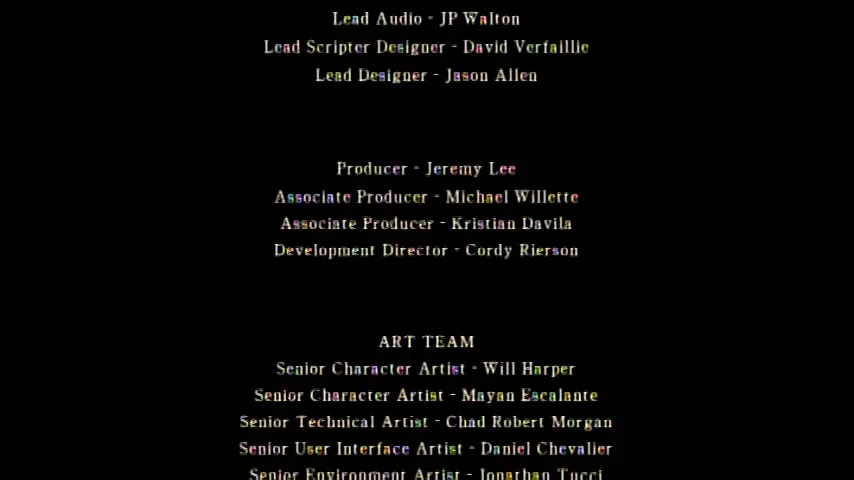 Lead Audio - JP Walton
Lead Scripter Designer - David Verfaillie
Lead Designer - Jason Allen
Producer - Jeremy Lee
Associate Producer - Michael Willette
Associate Producer - Kristian Davila
Development Director - Cordy Rierson
ART TEAM
Senior Character Artist - Will Harper
Senior Character Artist - Mayan Escalante
Senior Technical Artist - Chad Robert Morgan
Senior User Interface Artist - Daniel Chevalier
Senior Environment Artist - Jonathan Tucci